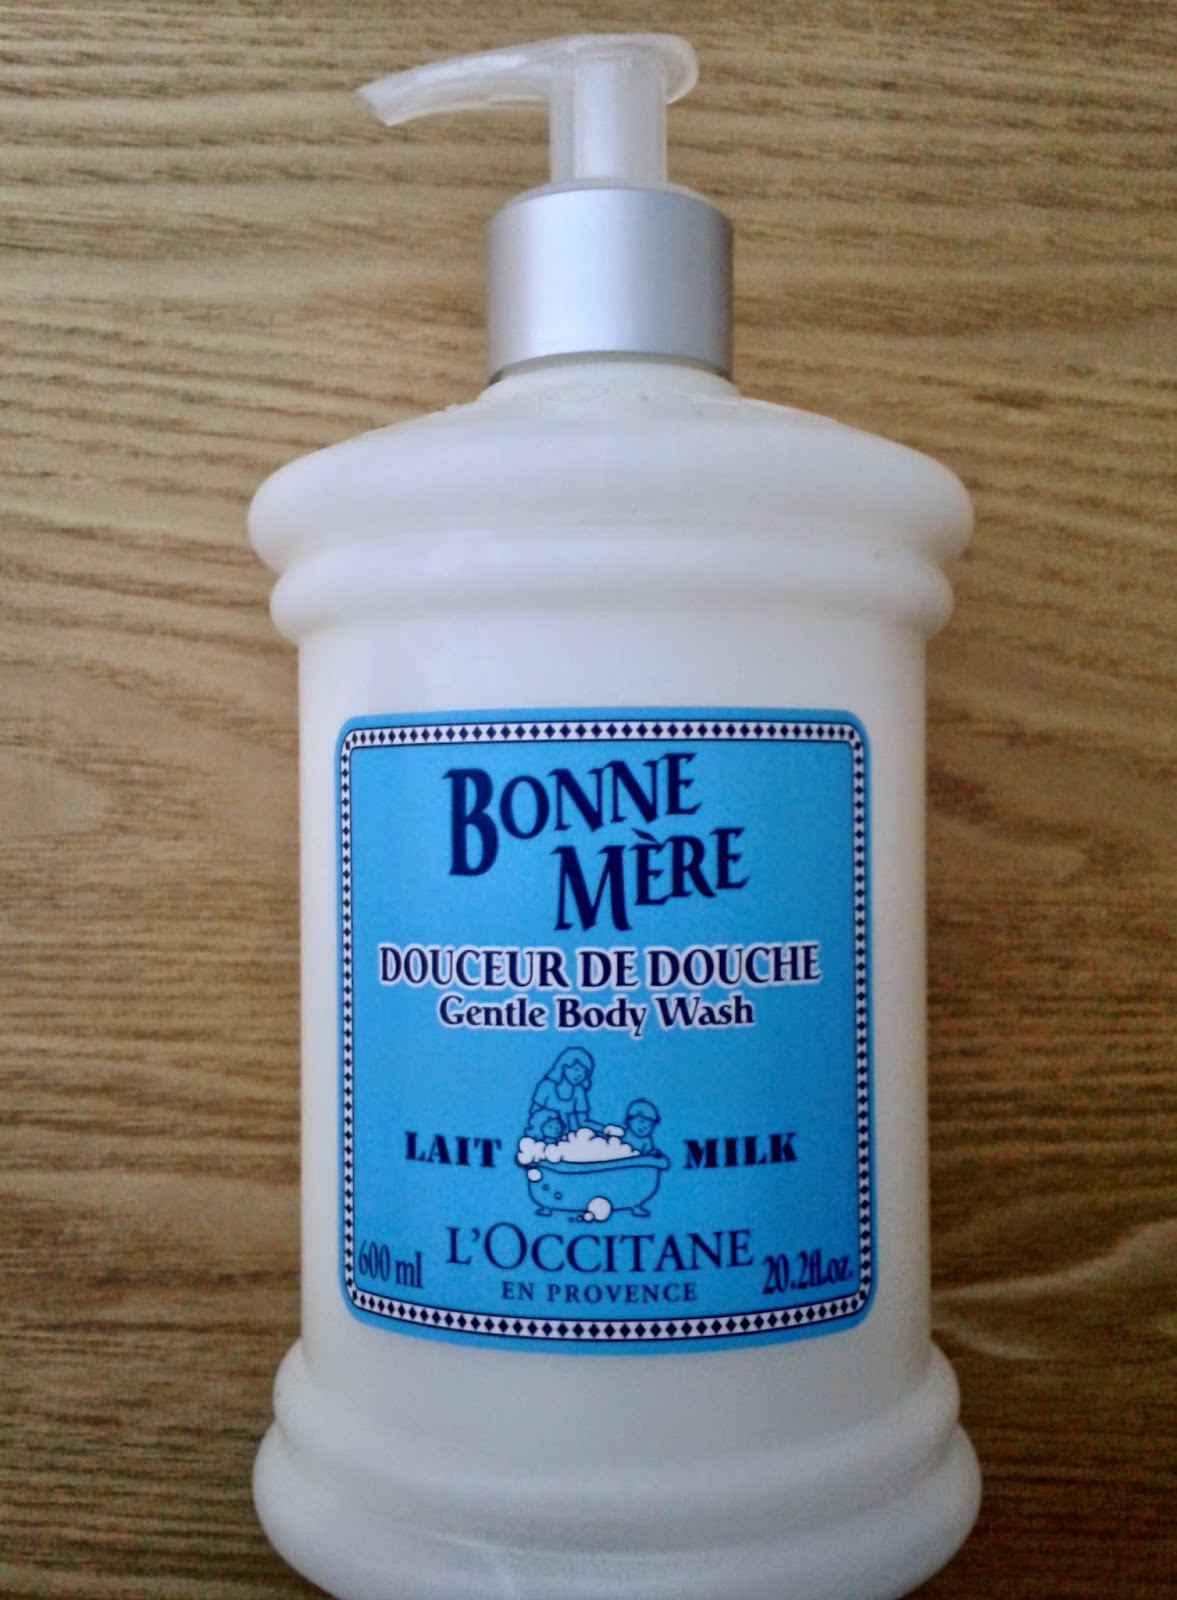 BONNE
MÈRE
DOUCEUR DE DOUCHE
Gentle Body Wash
LAIT MILK
600 ml L'OCCITANE 20.2fl.oz.
EN PROVENCE